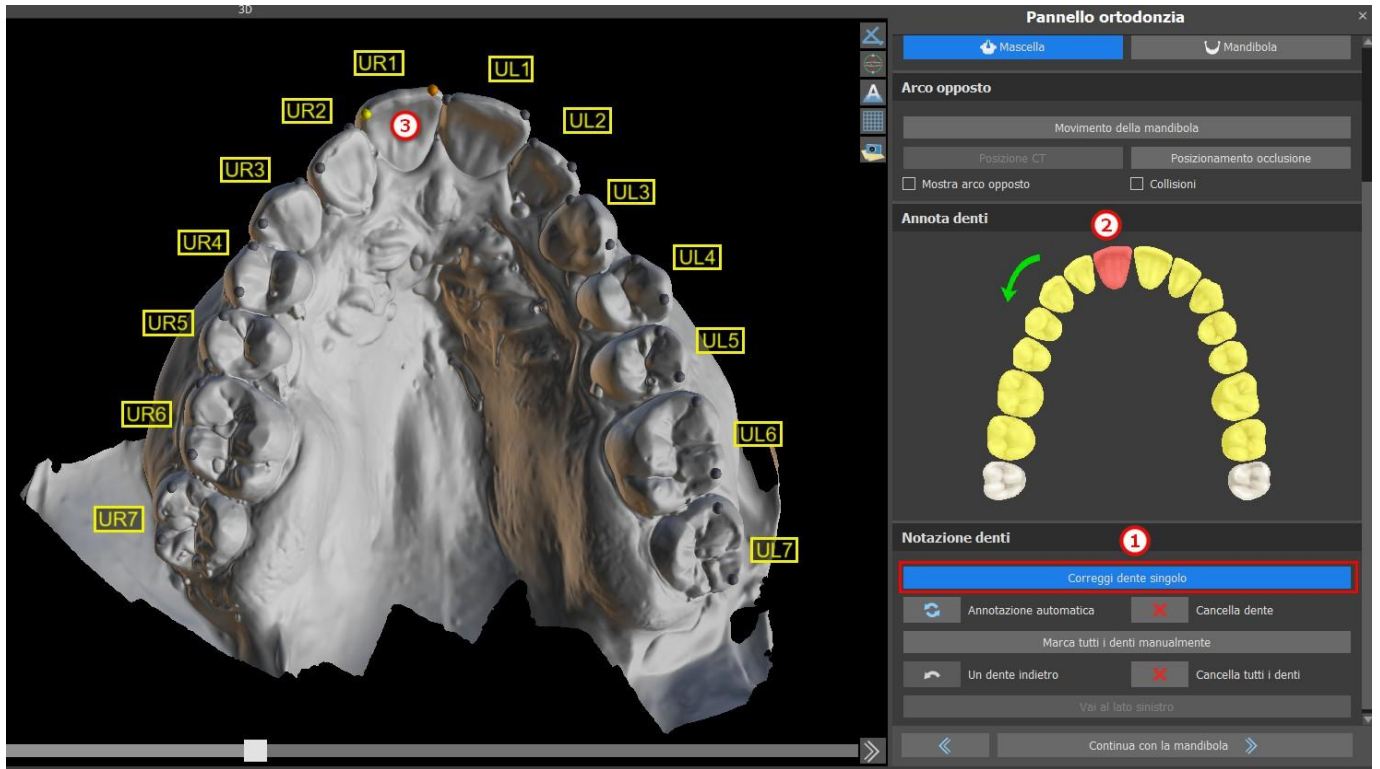 3D
UR1
UL1
UR2
UL2
UR3
UL3
UR4
UL4
UR5
UL5
UR6
UL6
UR7
UL7
3
Pannello ortodonzia
Mascella
Mandibola
Arco opposto
Movimento della mandibola
Posizione CT
Posizionamento occlusione
Mostra arco opposto
Collisioni
Annota denti
2
Notazione denti
1
Correggi dente singolo
Annotazione automatica
Cancella dente
Marca tutti i denti manualmente
Un dente indietro
Cancella tutti i denti
Vai al lato sinistro
Continua con la mandibola